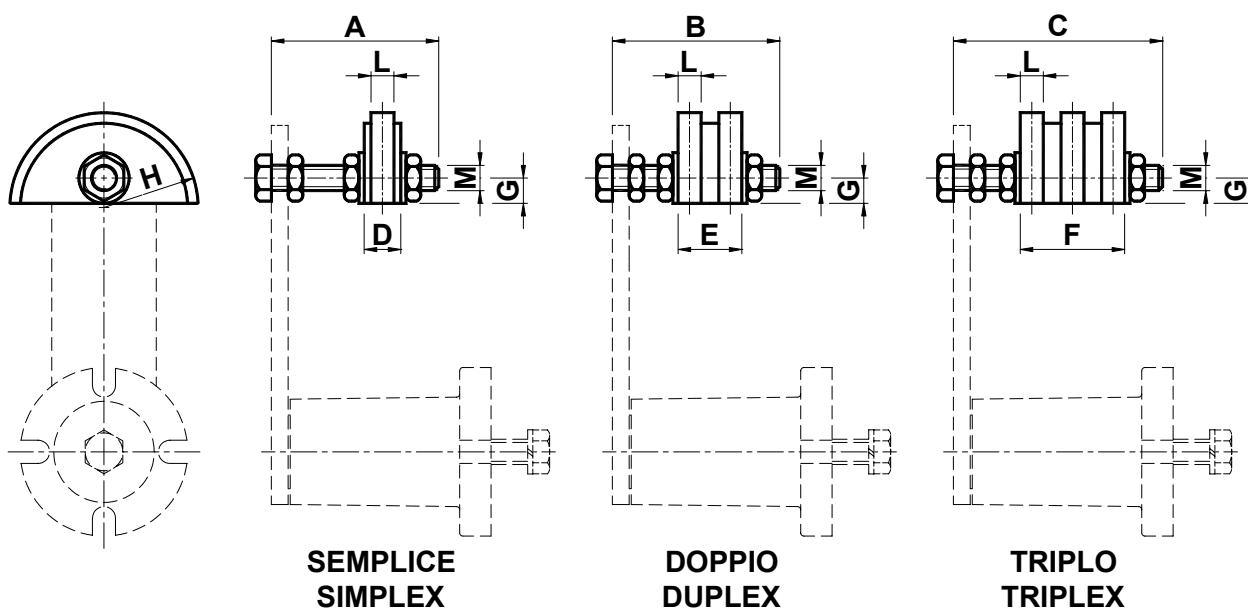 A
B
C
L
L
L
H
M
G
M
G
M
G
D
E
F
SEMPLICE
SIMPLEX
DOPPIO
DUPLEX
TRIPLO
TRIPLEX